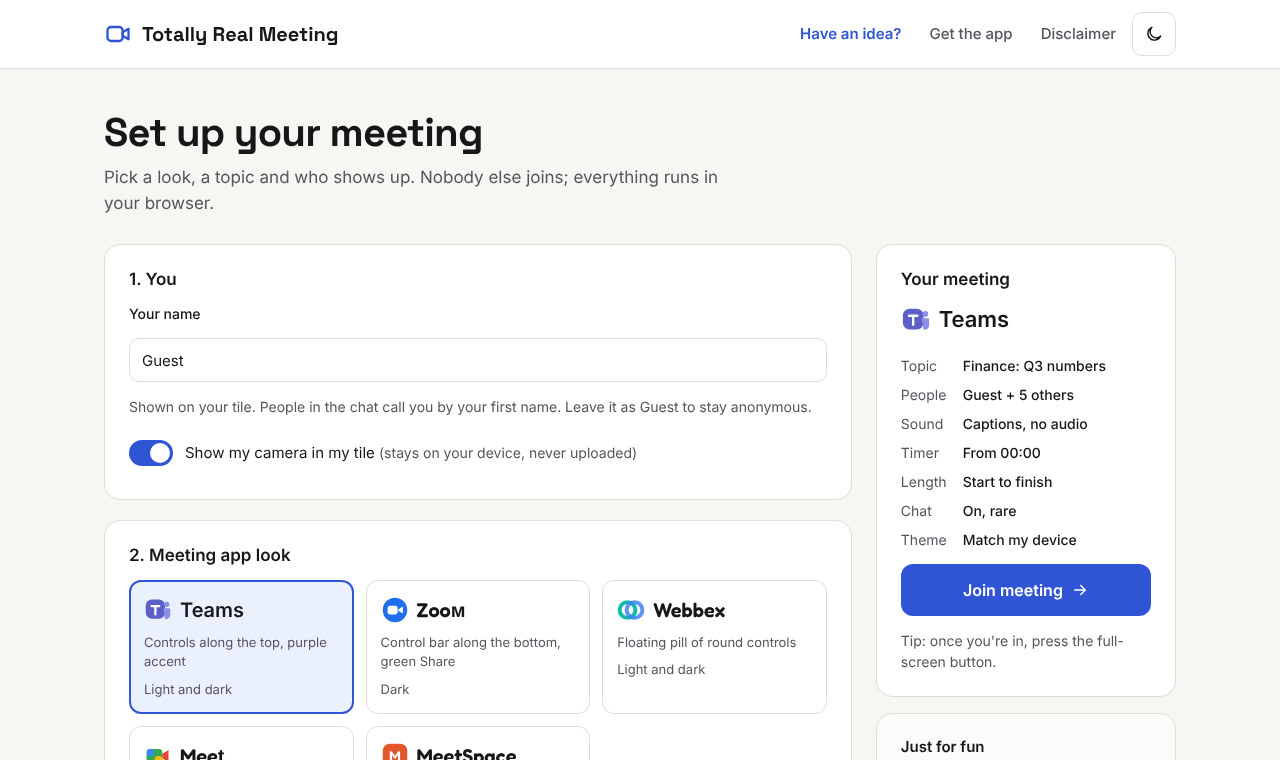 Totally Real Meeting
Have an idea?
Get the app
Disclaimer
Set up your meeting
Pick a look, a topic and who shows up. Nobody else joins; everything runs in
your browser.
1. You
Your name
Guest
Shown on your tile. People in the chat call you by your first name. Leave it as Guest to stay anonymous.
Show my camera in my tile (stays on your device, never uploaded)
2. Meeting app look
Teams
Controls along the top, purple
accent
Light and dark
Zoom
Control bar along the bottom,
green Share
Dark
Webbex
Floating pill of round controls
Light and dark
Meet
MeetSpace
Your meeting
Teams
Topic Finance: Q3 numbers
People Guest + 5 others
Sound Captions, no audio
Timer From 00:00
Length Start to finish
Chat On, rare
Theme Match my device
Join meeting →
Tip: once you're in, press the full-
screen button.
Just for fun